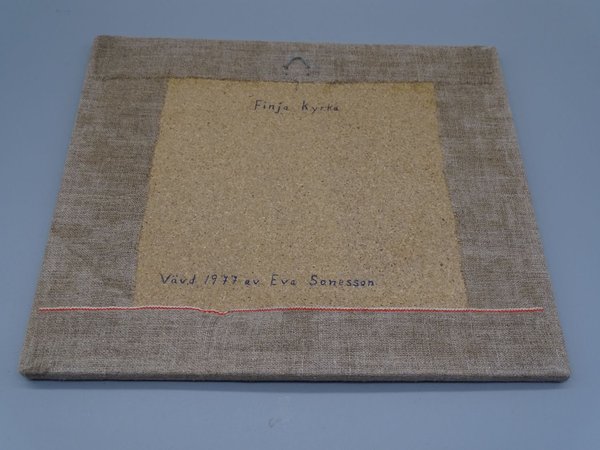 Finja Kyrka
Vävd 1977 av Eva Sonesson.